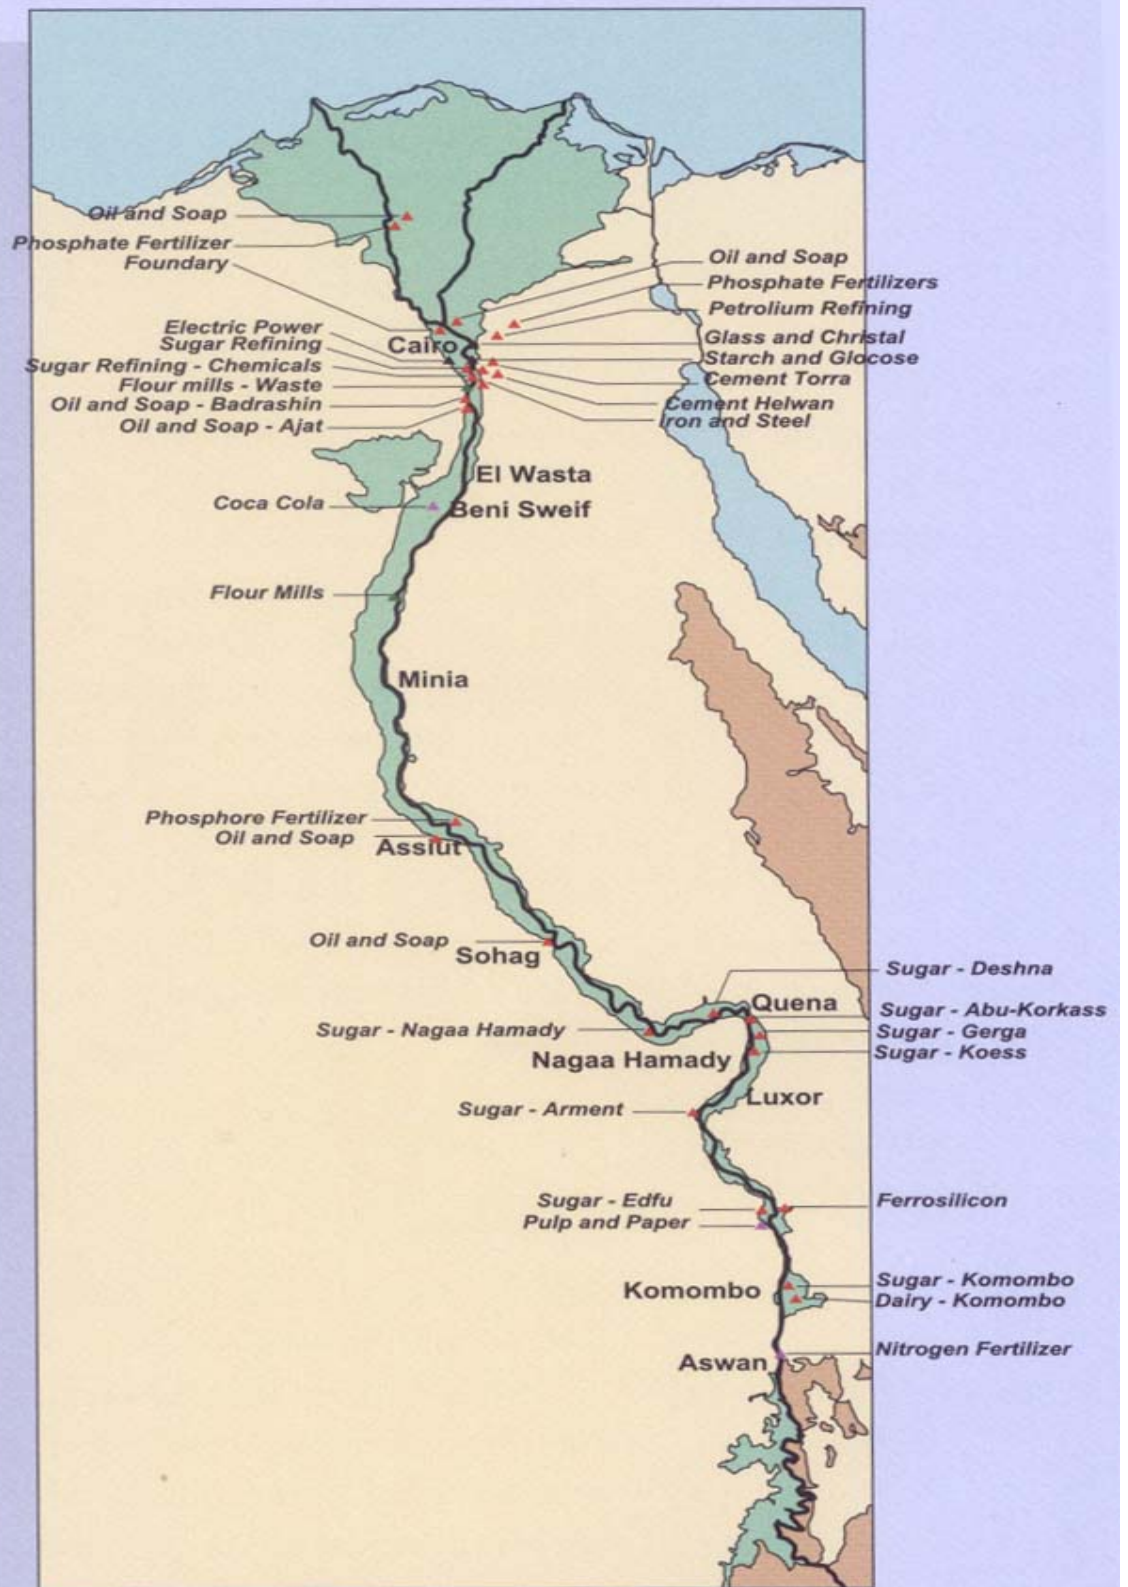 Oil and Soap
Phosphate Fertilizer
Foundary
Oil and Soap
Phosphate Fertilizers
Petrolium Refining
Electric Power
Cairo
Glass and Christal
Sugar Refining
Starch and Glocose
Sugar Refining - Chemicals
Cement Torra
Flour mills - Waste
Oil and Soap - Badrashin
Cement Helwan
Oil and Soap - Ajat
Iron and Steel
El Wasta
Coca Cola
Beni Sweif
Flour Mills
Minia
Phosphore Fertilizer
Oil and Soap
Assiut
Oil and Soap
Sohag
Sugar - Deshna
Quena
Sugar - Abu-Korkass
Sugar - Nagaa Hamady
Sugar - Gerga
Nagaa Hamady
Sugar - Koess
Luxor
Sugar - Arment
Sugar - Edfu
Ferrosilicon
Pulp and Paper
Komombo
Sugar - Komombo
Dairy - Komombo
Aswan
Nitrogen Fertilizer